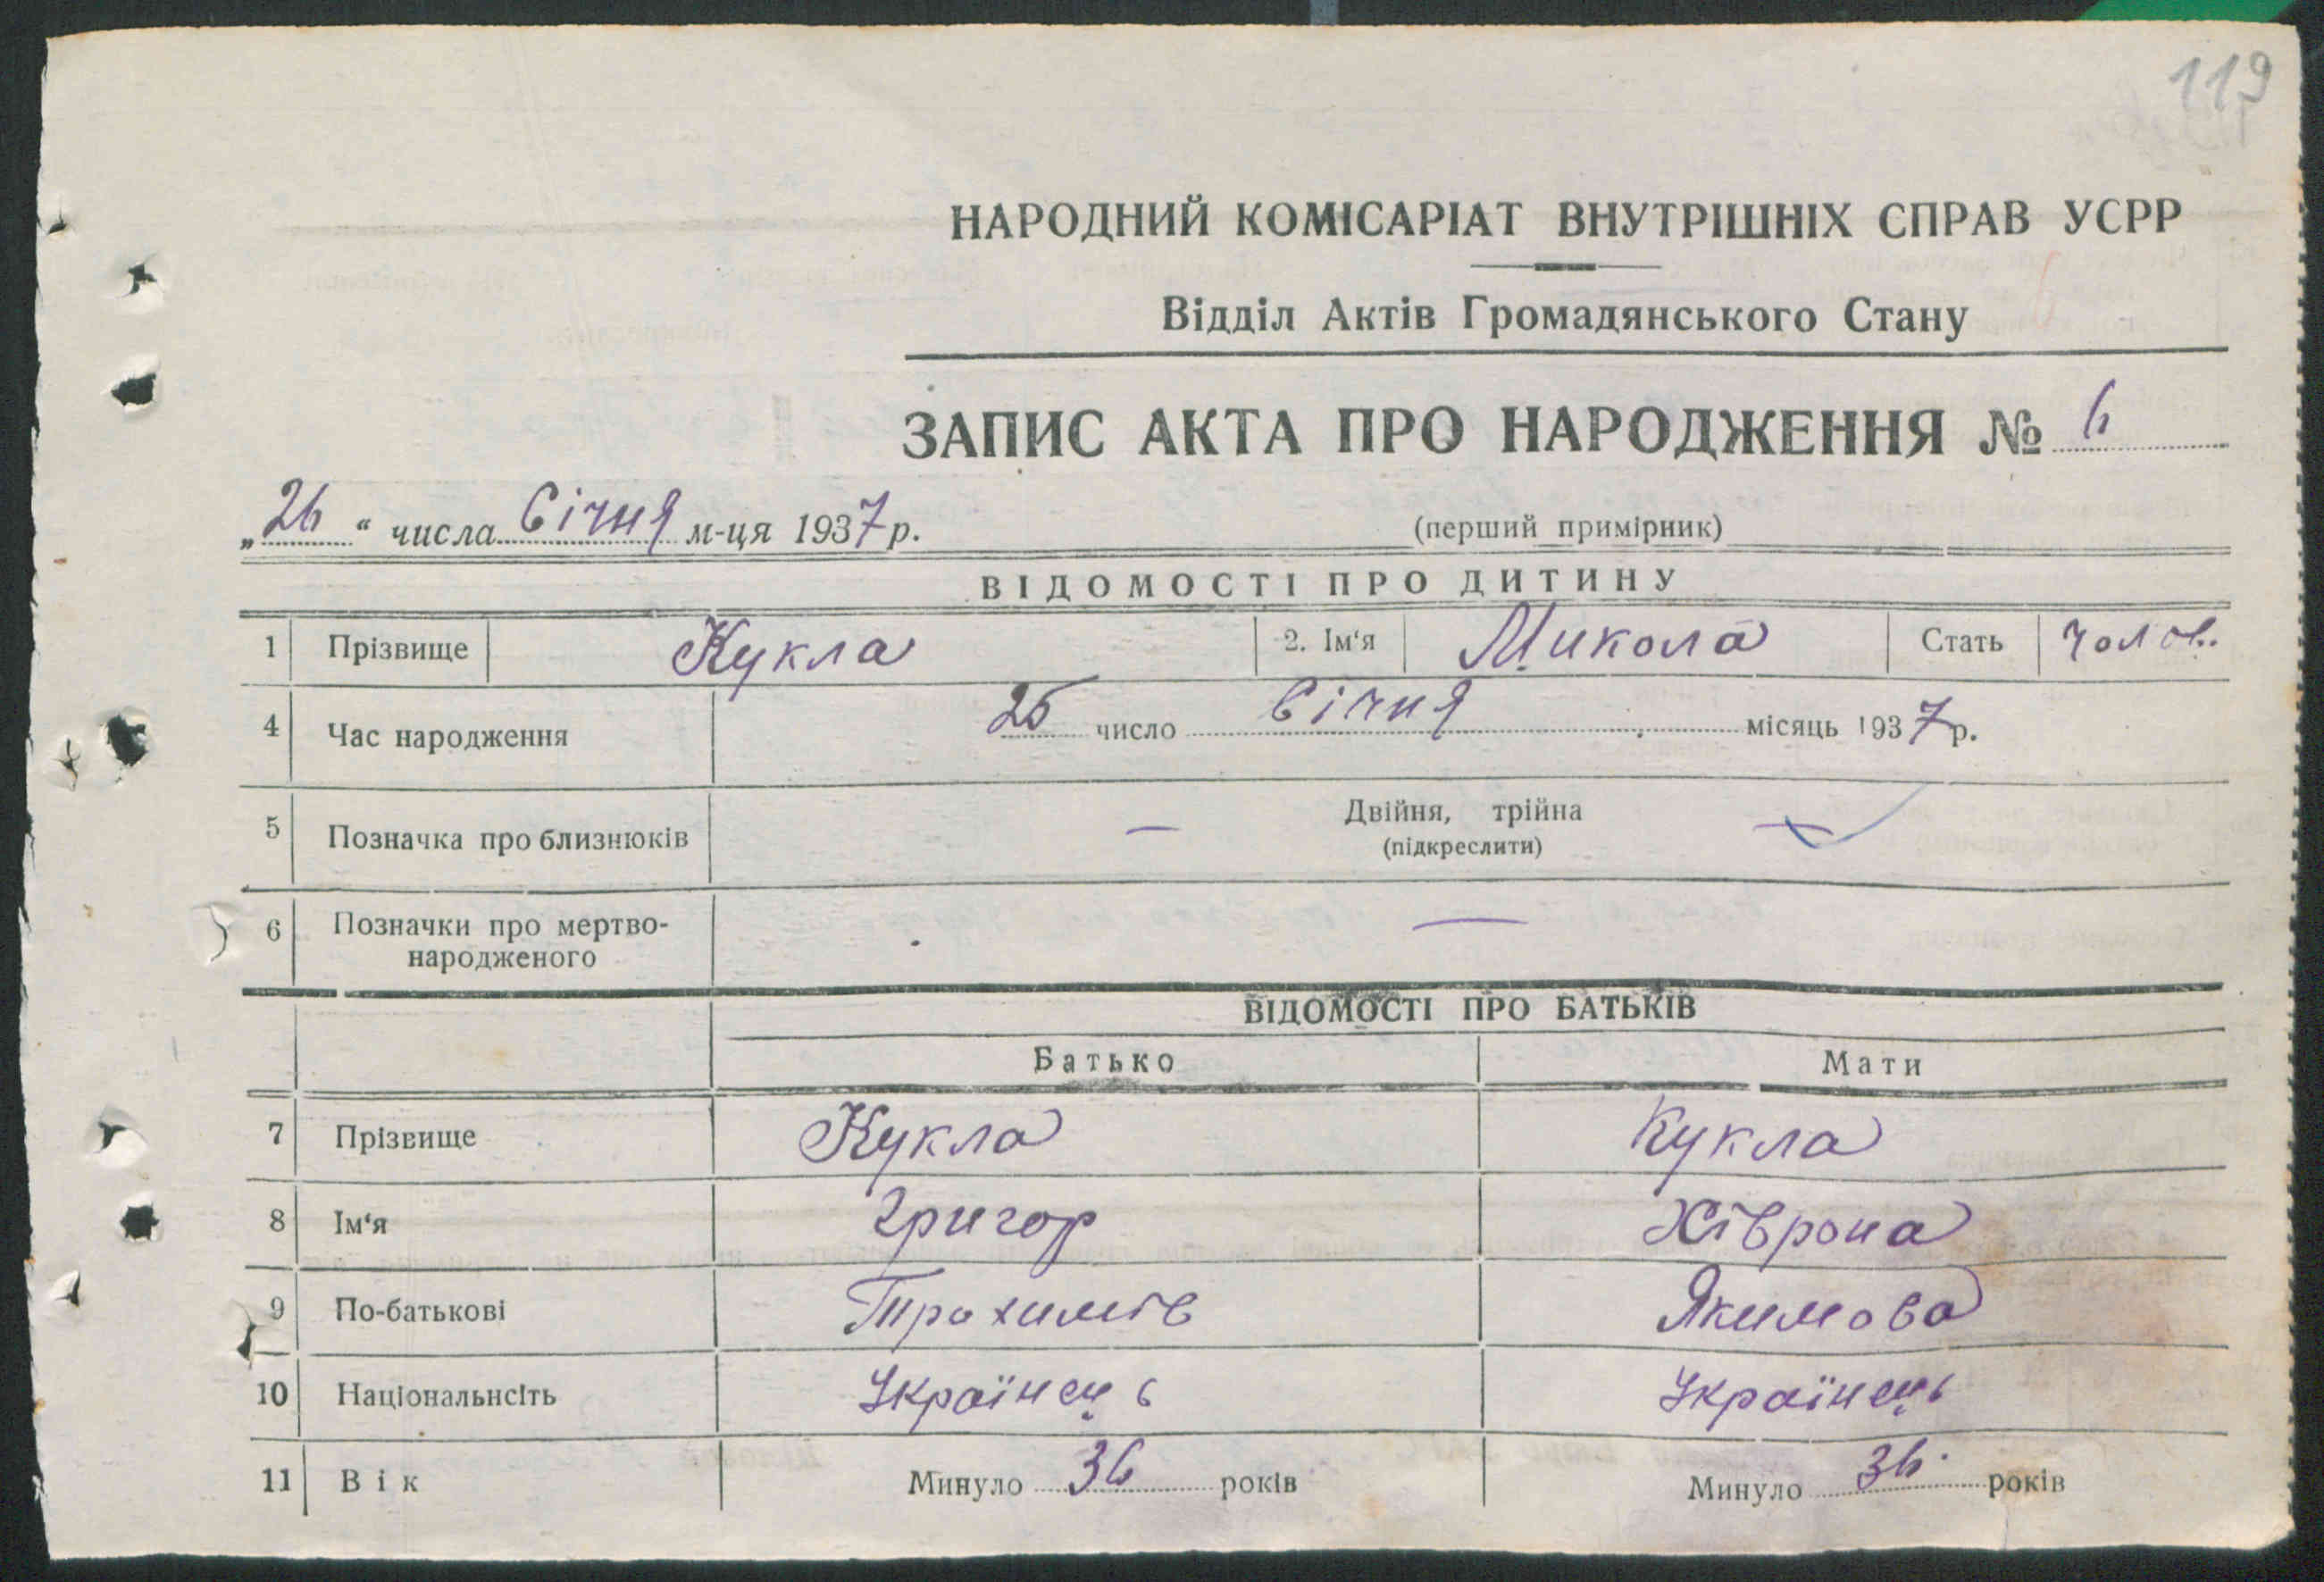 119
НАРОДНИЙ КОМІСАРІАТ ВНУТРІШНІХ СПРАВ УСРР
Відділ Актів Громадянського Стану
ЗАПИС АКТА ПРО НАРОДЖЕННЯ № 6
„26“ числа Січня м-ця 1937 р.
(перший примірник)
ВІДОМОСТІ ПРО ДИТИНУ
1 Прізвище Кукла 2. Ім‘я Микола Стать чолов.
4 Час народження 25 число Січня місяць 1937 р.
5 Позначка про близнюків — Двійня, трійна —
(підкреслити)
6 Позначки про мертво-
народженого —
ВІДОМОСТІ ПРО БАТЬКІВ
Батько Мати
7 Прізвище Кукла Кукла
8 Ім‘я Григор Хіврона
9 По-батькові Трохимів Якимова
10 Національнсіть Українець Українець
11 Вік Минуло 36 років Минуло 36 років